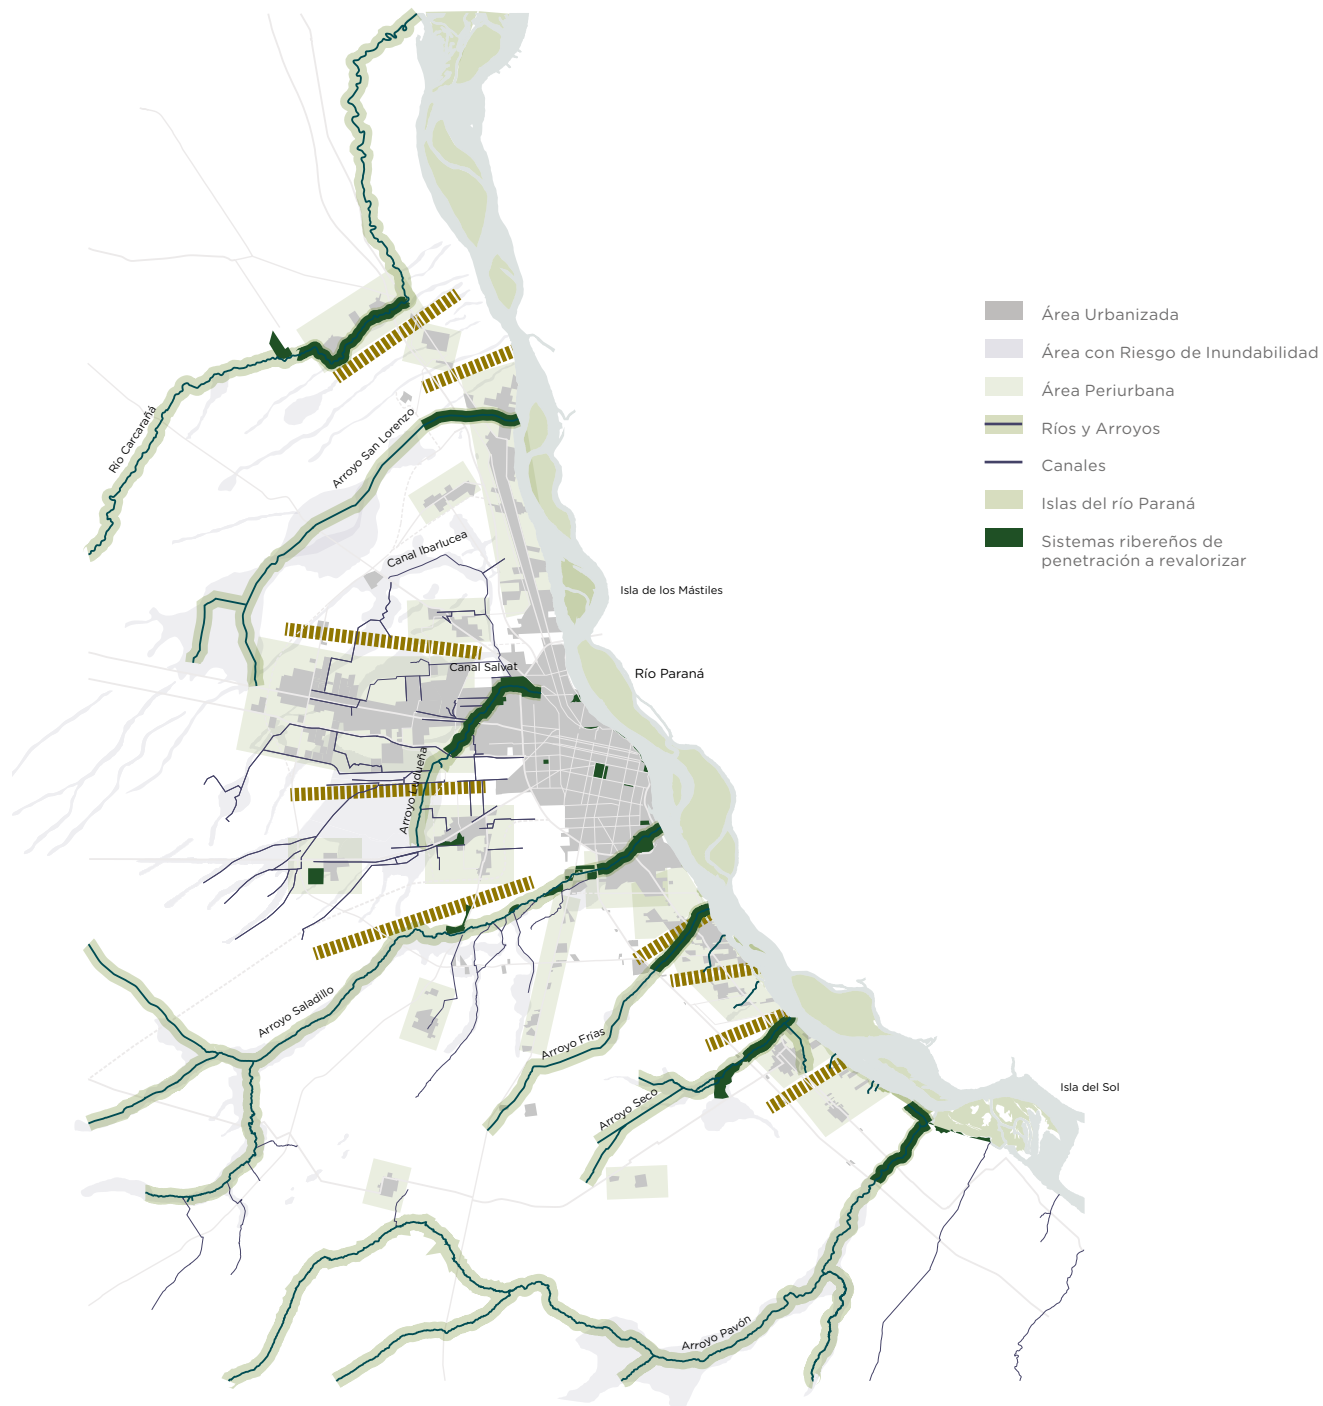 Área Urbanizada
Área con Riesgo de Inundabilidad
Área Periurbana
Ríos y Arroyos
Canales
Islas del río Paraná
Sistemas ribereños de
penetración a revalorizar
Río Carcarañá
Arroyo San Lorenzo
Canal Ibarlucea
Isla de los Mástiles
Canal Salvat
Río Paraná
Arroyo Ludueña
Arroyo Saladillo
Arroyo Frías
Arroyo Seco
Isla del Sol
Arroyo Pavón